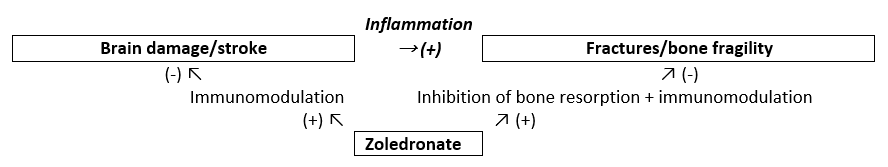 Inflammation
Brain damage/stroke → (+) Fractures/bone fragility
(-) ↖ ↗ (-)
Immunomodulation Inhibition of bone resorption + immunomodulation
(+) ↖ ↗ (+)
Zoledronate